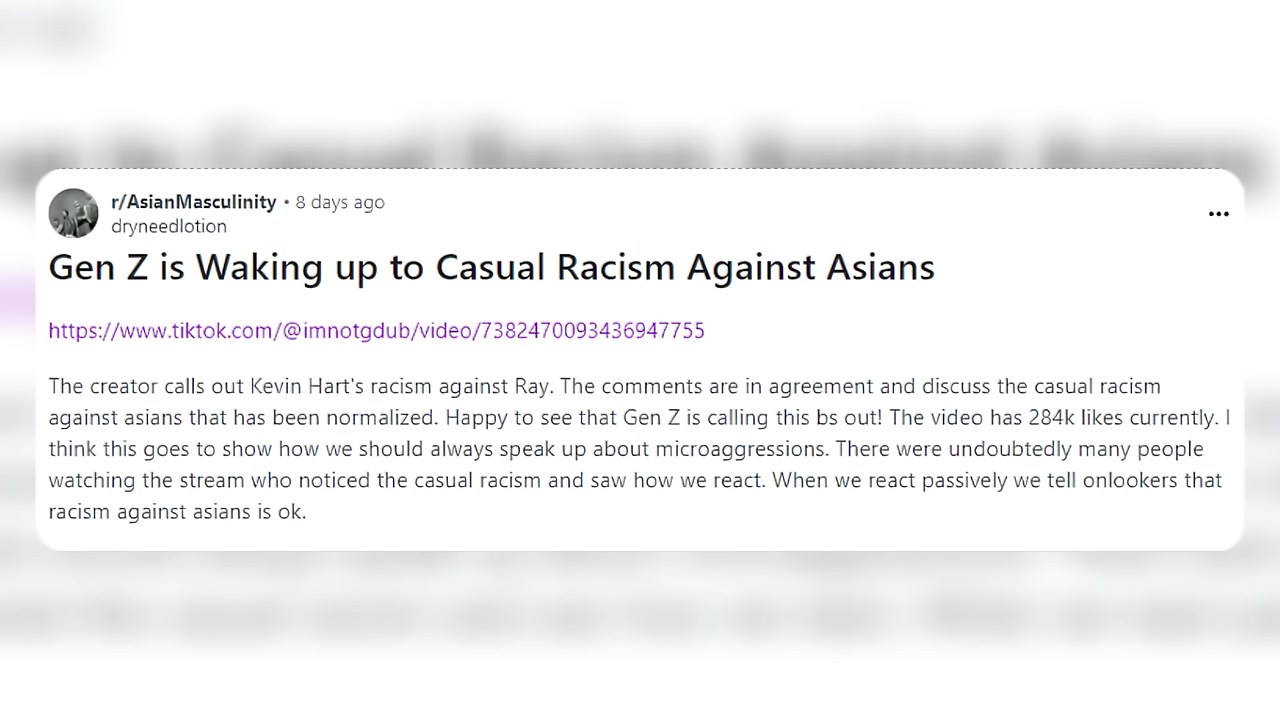 r/AsianMasculinity • 8 days ago
dryneedlotion
Gen Z is Waking up to Casual Racism Against Asians
https://www.tiktok.com/@imnotgdub/video/7382470093436947755
The creator calls out Kevin Hart's racism against Ray. The comments are in agreement and discuss the casual racism
against asians that has been normalized. Happy to see that Gen Z is calling this bs out! The video has 284k likes currently. I
think this goes to show how we should always speak up about microaggressions. There were undoubtedly many people
watching the stream who noticed the casual racism and saw how we react. When we react passively we tell onlookers that
racism against asians is ok.